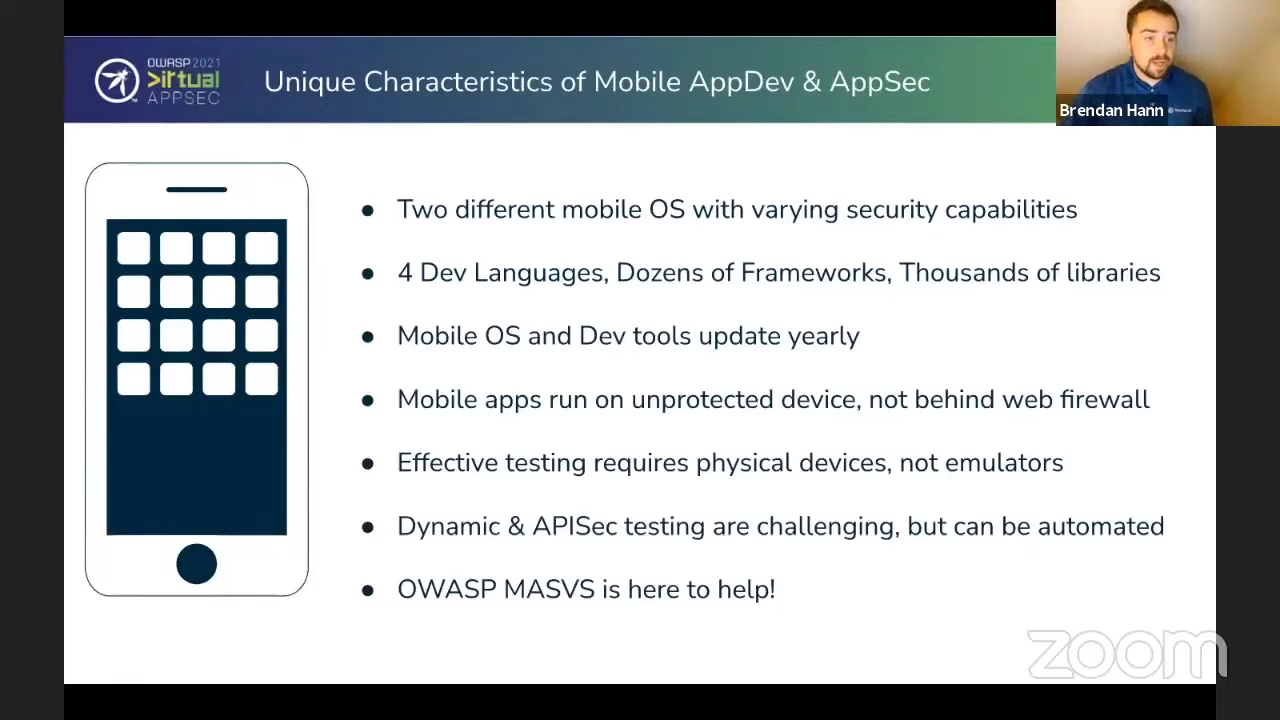 OWASP 2021
Virtual
APPSEC
Unique Characteristics of Mobile AppDev & AppSec
Brendan Hann
● Two different mobile OS with varying security capabilities
● 4 Dev Languages, Dozens of Frameworks, Thousands of libraries
● Mobile OS and Dev tools update yearly
● Mobile apps run on unprotected device, not behind web firewall
● Effective testing requires physical devices, not emulators
● Dynamic & APISec testing are challenging, but can be automated
● OWASP MASVS is here to help!
zoom